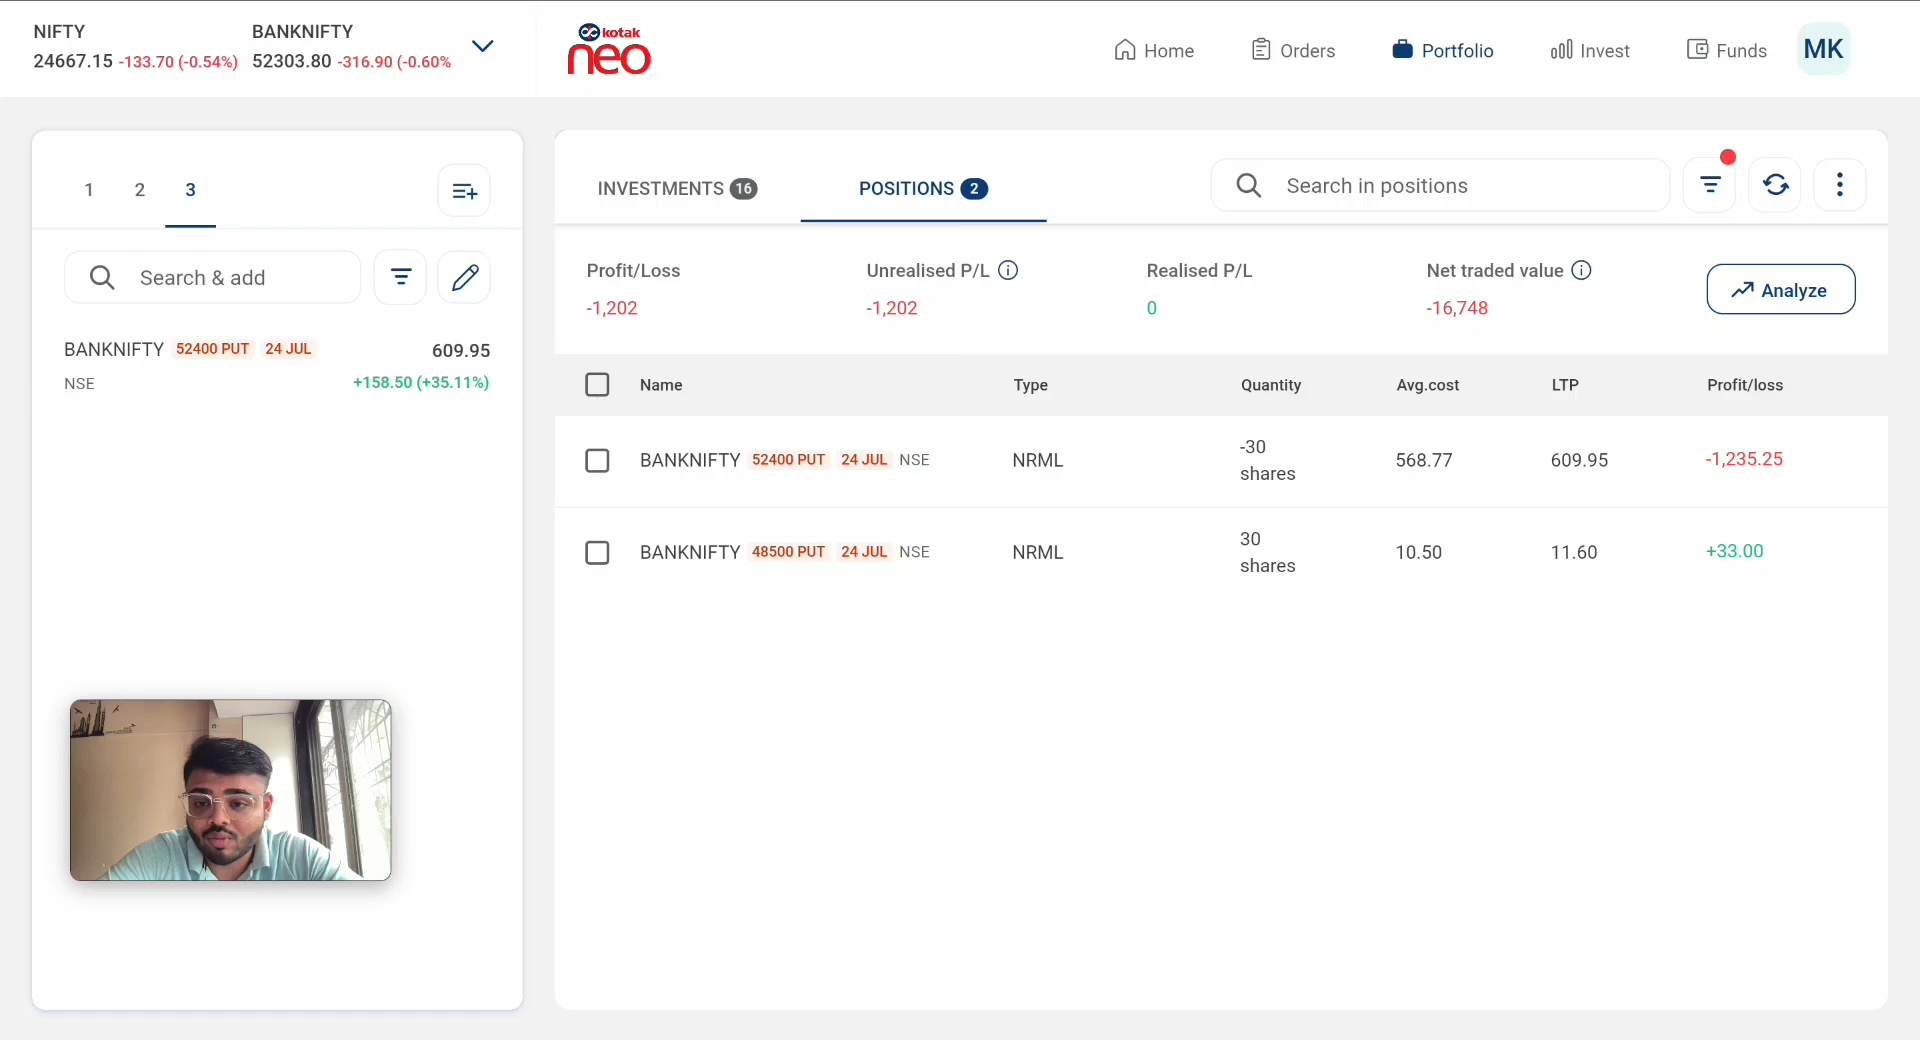 NIFTY
24667.15 -133.70 (-0.54%)
BANKNIFTY
52303.80 -316.90 (-0.60%
kotak
neo
Home
Orders
Portfolio
Invest
Funds
MK
1 2 3
Search & add
BANKNIFTY 52400 PUT 24 JUL 609.95
NSE +158.50 (+35.11%)
INVESTMENTS 16
POSITIONS 2
Search in positions
Profit/Loss Unrealised P/L Realised P/L Net traded value
-1,202 -1,202 0 -16,748
Analyze
Name Type Quantity Avg.cost LTP Profit/loss
BANKNIFTY 52400 PUT 24 JUL NSE NRML -30 shares 568.77 609.95 -1,235.25
BANKNIFTY 48500 PUT 24 JUL NSE NRML 30 shares 10.50 11.60 +33.00